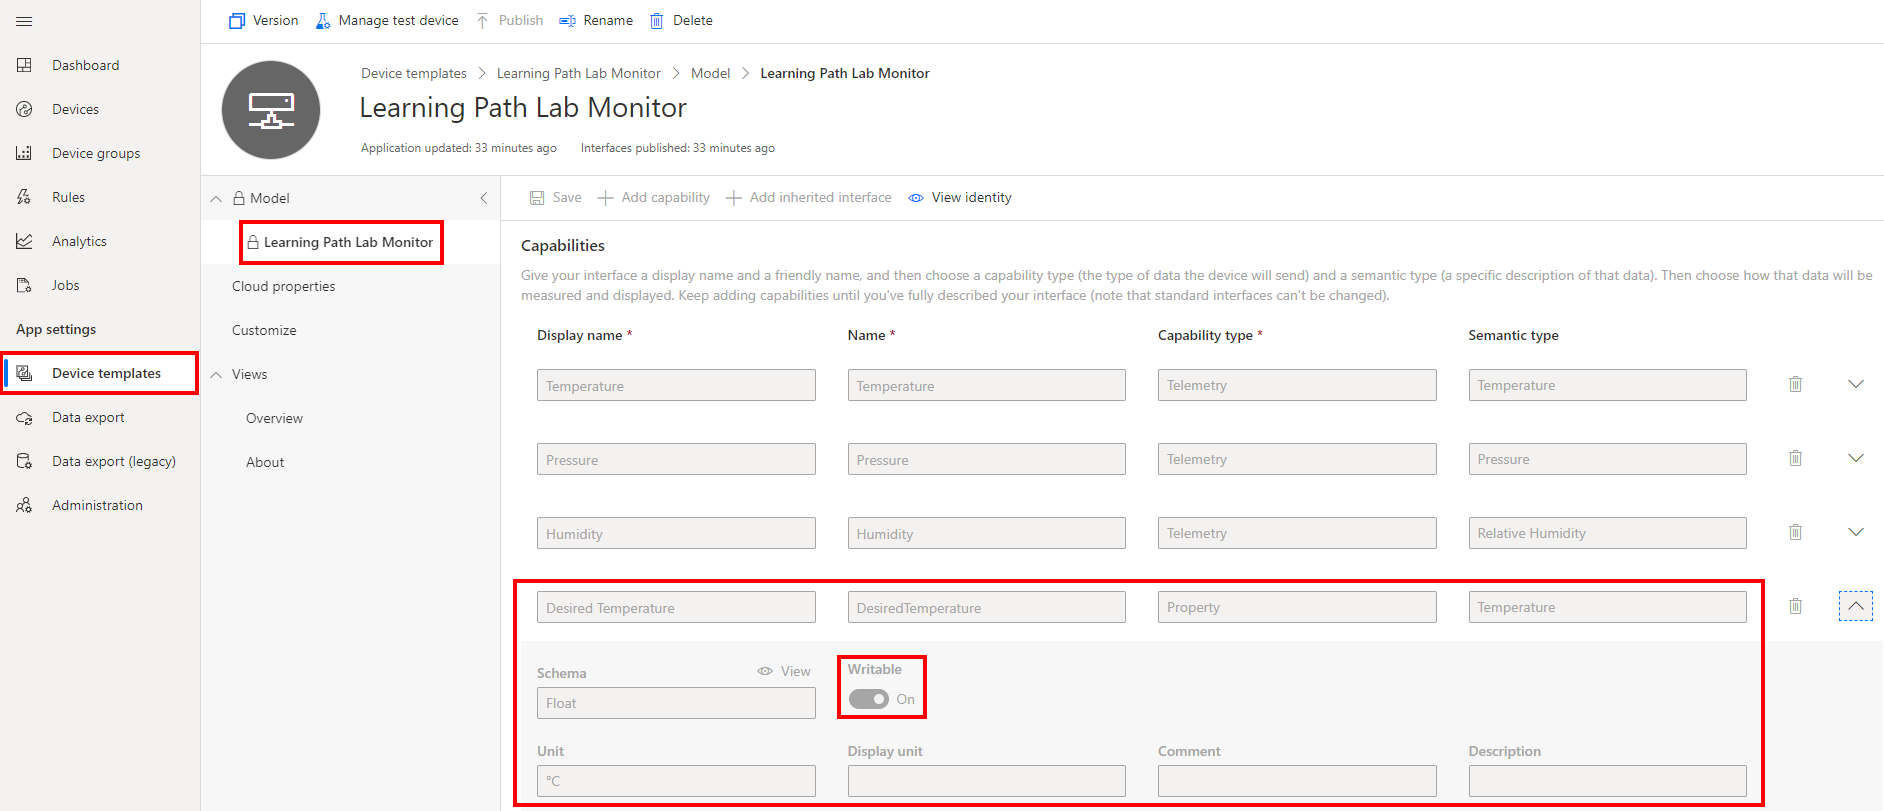 Version Manage test device Publish Rename Delete
Dashboard
Devices
Device groups
Rules
Analytics
Jobs
App settings
Device templates
Data export
Data export (legacy)
Administration
Device templates > Learning Path Lab Monitor > Model > Learning Path Lab Monitor
Learning Path Lab Monitor
Application updated: 33 minutes ago Interfaces published: 33 minutes ago
Model
Learning Path Lab Monitor
Cloud properties
Customize
Views
Overview
About
Save Add capability Add inherited interface View identity
Capabilities
Give your interface a display name and a friendly name, and then choose a capability type (the type of data the device will send) and a semantic type (a specific description of that data). Then choose how that data will be
measured and displayed. Keep adding capabilities until you've fully described your interface (note that standard interfaces can't be changed).
Display name * Name * Capability type * Semantic type
Temperature Temperature Telemetry Temperature
Pressure Pressure Telemetry Pressure
Humidity Humidity Telemetry Relative Humidity
Desired Temperature DesiredTemperature Property Temperature
Schema View Writable
Float On
Unit Display unit Comment Description
°C